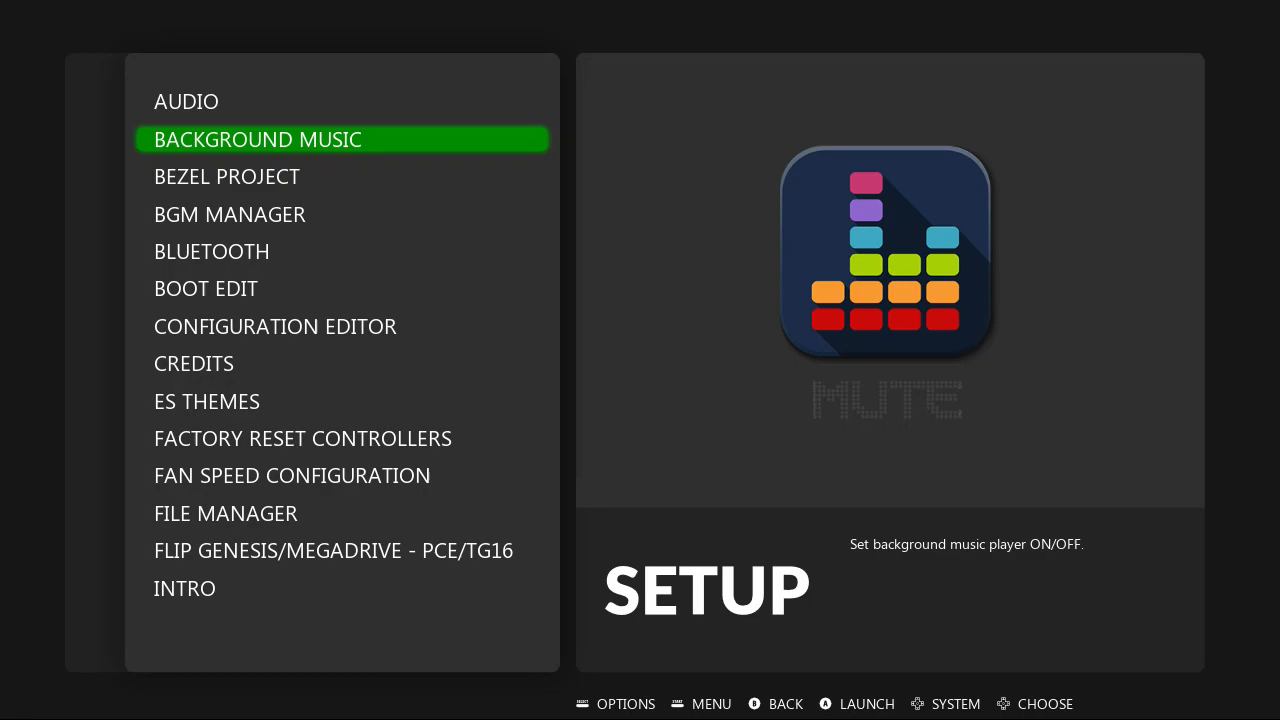 AUDIO
BACKGROUND MUSIC
BEZEL PROJECT
BGM MANAGER
BLUETOOTH
BOOT EDIT
CONFIGURATION EDITOR
CREDITS
ES THEMES
FACTORY RESET CONTROLLERS
FAN SPEED CONFIGURATION
FILE MANAGER
FLIP GENESIS/MEGADRIVE - PCE/TG16
INTRO
MUTE
Set background music player ON/OFF.
SETUP
SELECT OPTIONS START MENU B BACK A LAUNCH SYSTEM CHOOSE